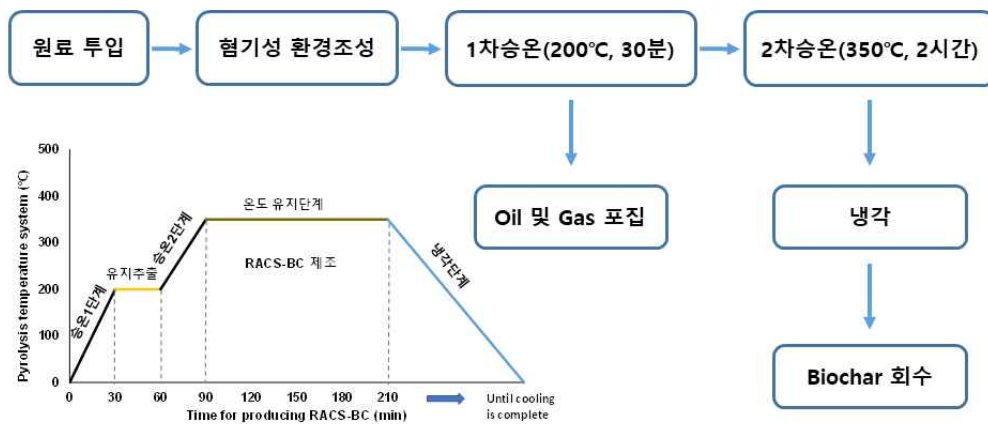 원료 투입
혐기성 환경조성
1차승온(200℃, 30분)
2차승온(350℃, 2시간)
Oil 및 Gas 포집
냉각
Biochar 회수
Pyrolysis temperature system (℃)
500
400
300
200
100
0
승온1단계
유지추출
승온2단계
온도 유지단계
RACS-BC 제조
냉각단계
0 30 60 90 120 150 180 210
Time for producing RACS-BC (min)
Until cooling
is complete